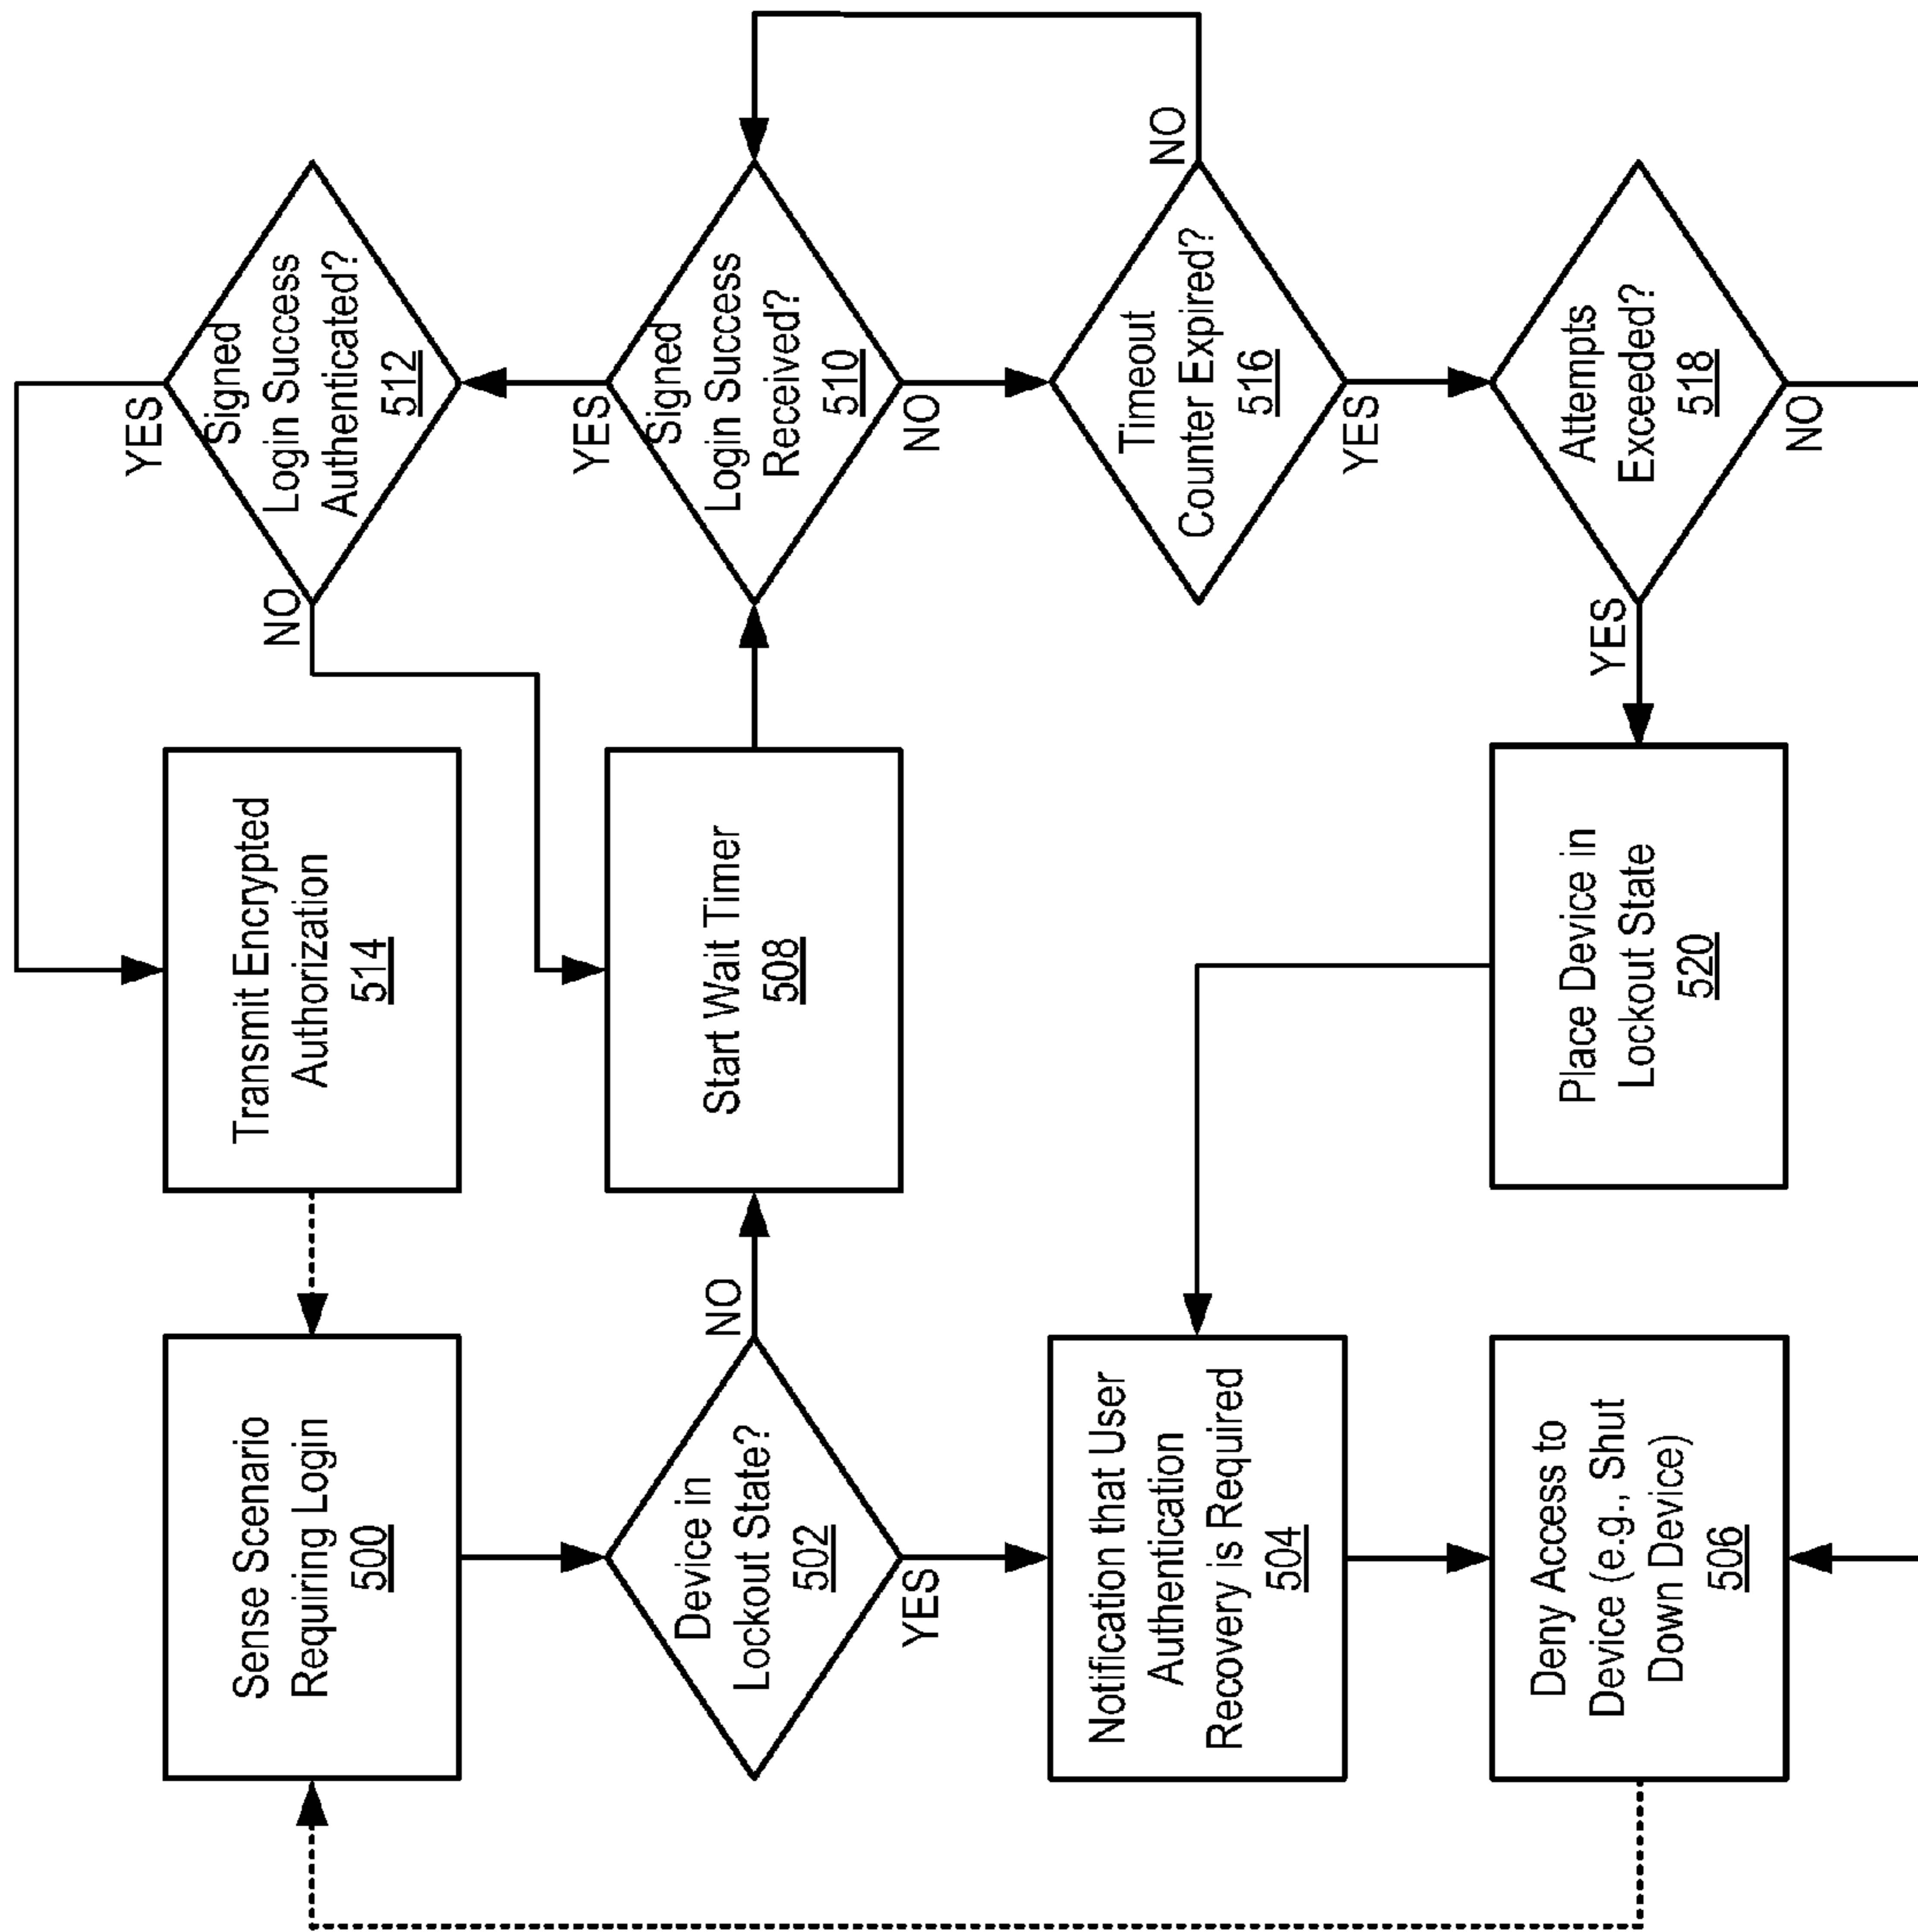 Sense Scenario
Requiring Login
500
Device in
Lockout State?
502
NO
YES
Notification that User
Authentication
Recovery is Required
504
Deny Access to
Device (e.g., Shut
Down Device)
506
Transmit Encrypted
Authorization
514
Start Wait Timer
508
Place Device in
Lockout State
520
Signed
Login Success
Authenticated?
512
YES
NO
Signed
Login Success
Received?
510
YES
NO
Timeout
Counter Expired?
516
NO
YES
Attempts
Exceeded?
518
YES
NO